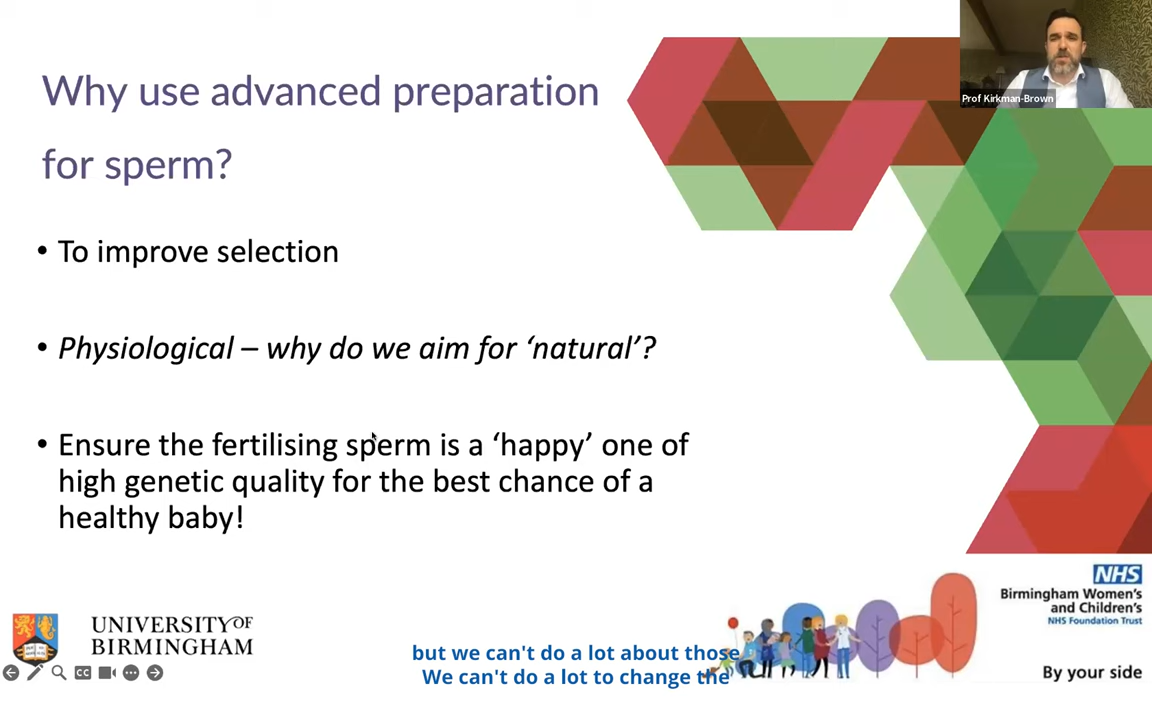 Prof Kirkman-Brown
Why use advanced preparation
for sperm?
• To improve selection
• Physiological – why do we aim for ‘natural’?
• Ensure the fertilising sperm is a ‘happy’ one of
high genetic quality for the best chance of a
healthy baby!
UNIVERSITY OF
BIRMINGHAM
NHS
Birmingham Women's
and Children's
NHS Foundation Trust
By your side
CC
but we can't do a lot about those
We can't do a lot to change the